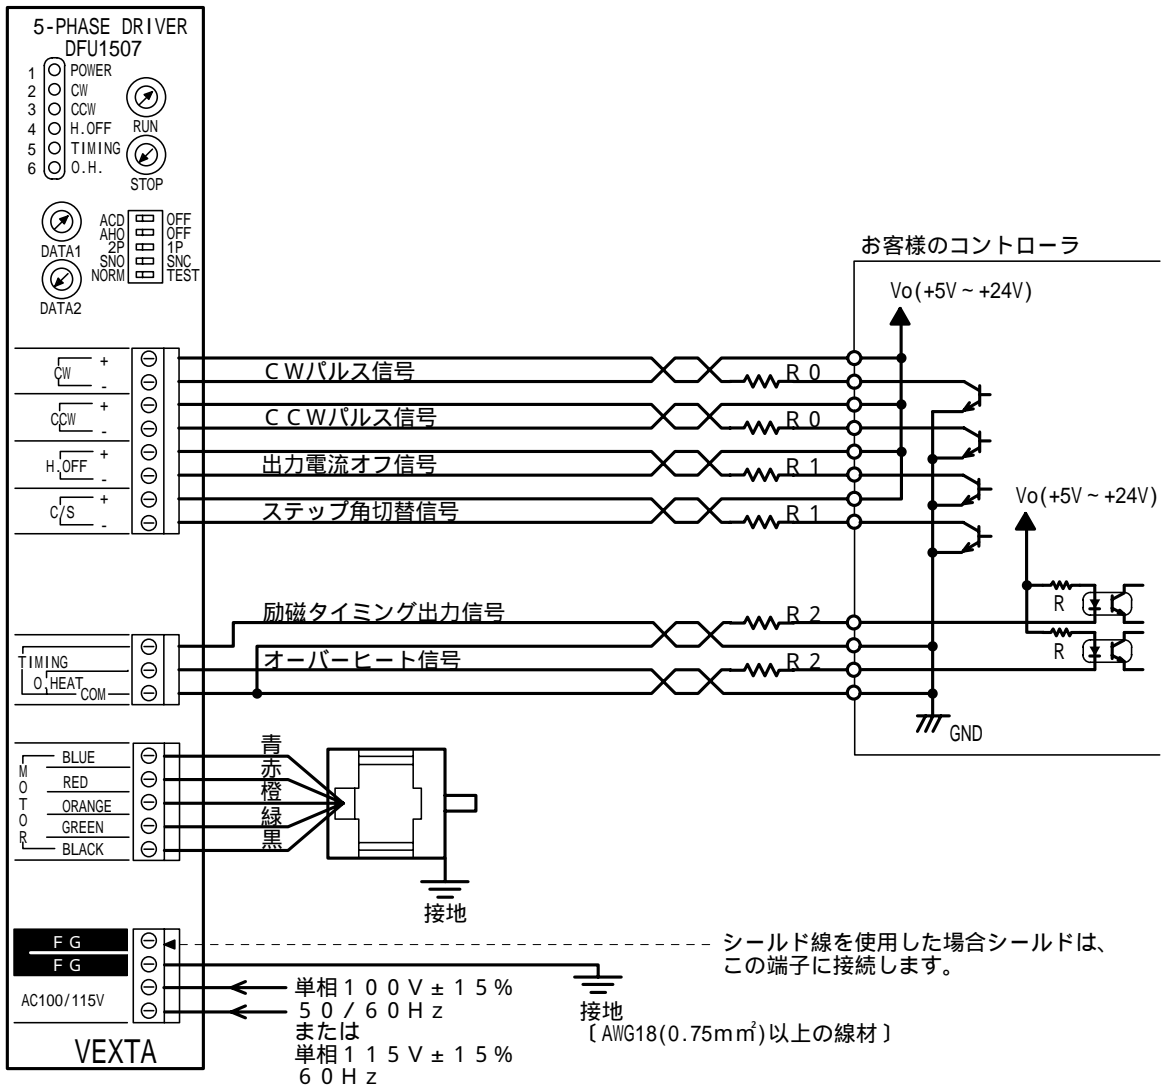 5-PHASE DRIVER
DFU1507
1 POWER
2 CW
3 CCW
4 H.OFF
5 TIMING
6 O.H.
RUN
STOP
DATA1
DATA2
ACD OFF
AHO OFF
2P 1P
SNO SNC
NORM TEST
お客様のコントローラ
Vo(+5V~+24V)
CW + -
CWパルス信号
R0
CCW + -
CCWパルス信号
R0
H.OFF + -
出力電流オフ信号
R1
C/S + -
ステップ角切替信号
R1
Vo(+5V~+24V)
R
R
励磁タイミング出力信号
R2
オーバーヒート信号
R2
TIMING
O.HEAT
COM
GND
MOTOR
BLUE
RED
ORANGE
GREEN
BLACK
青
赤
橙
緑
黒
接地
FG
FG
AC100/115V
シールド線を使用した場合シールドは、
この端子に接続します。
接地
〔AWG18(0.75mm²)以上の線材〕
単相100V±15%
50/60Hz
または
単相115V±15%
60Hz
VEXTA